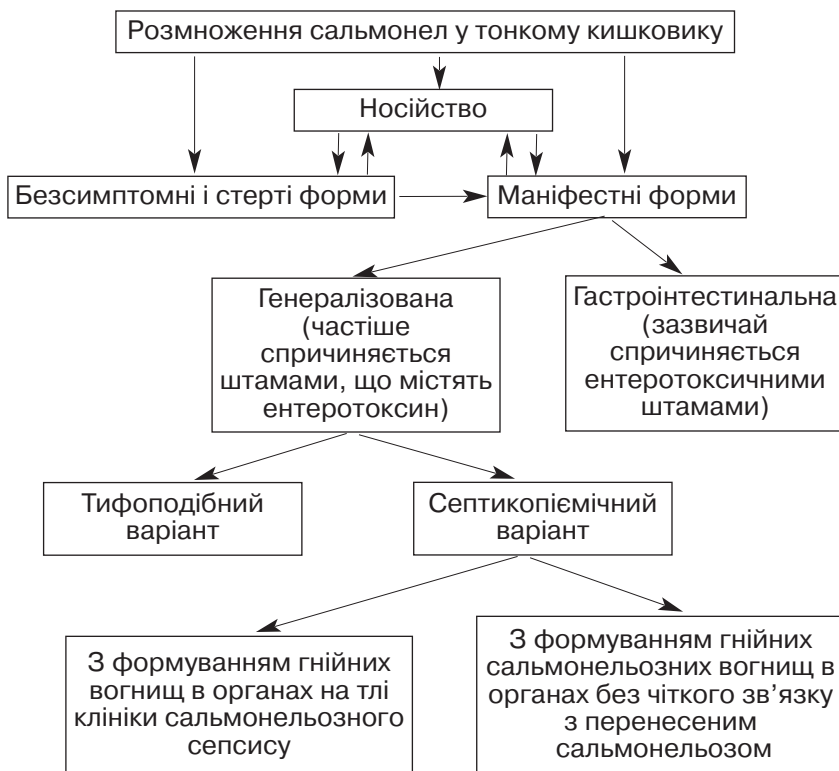 Розмноження сальмонел у тонкому кишковику
Носійство
Безсимптомні і стерті форми
Маніфестні форми
Генералізована
(частіше
спричиняється
штамами, що містять
ентеротоксин)
Гастроінтестинальна
(зазвичай
спричиняється
ентеротоксичними
штамами)
Тифоподібний
варіант
Септикопіємічний
варіант
З формуванням гнійних
вогнищ в органах на тлі
клініки сальмонельозного
сепсису
З формуванням гнійних
сальмонельозних вогнищ в
органах без чіткого зв’язку
з перенесеним
сальмонельозом